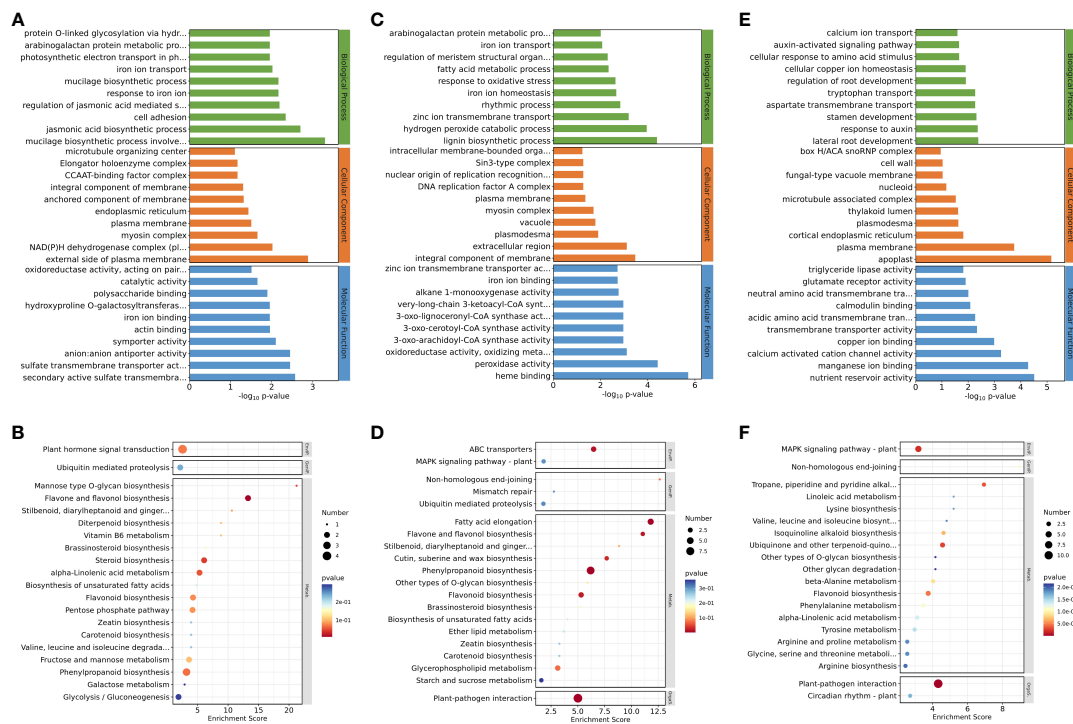 A
protein O-linked glycosylation via hydr...
arabinogalactan protein metabolic pro...
photosynthetic electron transport in ph...
iron ion transport
mucilage biosynthetic process
response to iron ion
regulation of jasmonic acid mediated s...
cell adhesion
jasmonic acid biosynthetic process
mucilage biosynthetic process involve...
Biological Process
microtubule organizing center
Elongator holoenzyme complex
CCAAT-binding factor complex
integral component of membrane
anchored component of membrane
endoplasmic reticulum
plasma membrane
myosin complex
NAD(P)H dehydrogenase complex (pl...
external side of plasma membrane
Cellular Component
oxidoreductase activity, acting on pair...
catalytic activity
polysaccharide binding
hydroxyproline O-galactosyltransferas...
iron ion binding
actin binding
symporter activity
anion:anion antiporter activity
sulfate transmembrane transporter act...
secondary active sulfate transmembra...
Molecular Function
0 1 2 3
-log10 p-value
C
arabinogalactan protein metabolic pro...
iron ion transport
regulation of meristem structural organ...
fatty acid metabolic process
response to oxidative stress
iron ion homeostasis
rhythmic process
zinc ion transmembrane transport
hydrogen peroxide catabolic process
lignin biosynthetic process
Biological Process
intracellular membrane-bounded orga...
Sin3-type complex
nuclear origin of replication recognition...
DNA replication factor A complex
plasma membrane
myosin complex
vacuole
plasmodesma
extracellular region
integral component of membrane
Cellular Component
zinc ion transmembrane transporter ac...
iron ion binding
alkane 1-monooxygenase activity
very-long-chain 3-ketoacyl-CoA synt...
3-oxo-lignoceronyl-CoA synthase act...
3-oxo-cerotoyl-CoA synthase activity
3-oxo-arachidoyl-CoA synthase activity
oxidoreductase activity, oxidizing meta...
peroxidase activity
heme binding
Molecular Function
0 2 4 6
-log10 p-value
E
calcium ion transport
auxin-activated signaling pathway
cellular response to amino acid stimulus
cellular copper ion homeostasis
regulation of root development
tryptophan transport
aspartate transmembrane transport
stamen development
response to auxin
lateral root development
Biological Process
box H/ACA snoRNP complex
cell wall
fungal-type vacuole membrane
nucleoid
microtubule associated complex
thylakoid lumen
plasmodesma
cortical endoplasmic reticulum
plasma membrane
apoplast
Cellular Component
triglyceride lipase activity
glutamate receptor activity
neutral amino acid transmembrane tra...
calmodulin binding
acidic amino acid transmembrane tran...
transmembrane transporter activity
copper ion binding
calcium activated cation channel activity
manganese ion binding
nutrient reservoir activity
Molecular Function
0 1 2 3 4 5
-log10 p-value
B
Plant hormone signal transduction
Ubiquitin mediated proteolysis
Mannose type O-glycan biosynthesis
Flavone and flavonol biosynthesis
Stilbenoid, diarylheptanoid and ginger...
Diterpenoid biosynthesis
Vitamin B6 metabolism
Brassinosteroid biosynthesis
Steroid biosynthesis
alpha-Linolenic acid metabolism
Biosynthesis of unsaturated fatty acids
Flavonoid biosynthesis
Pentose phosphate pathway
Zeatin biosynthesis
Carotenoid biosynthesis
Valine, leucine and isoleucine degrada...
Fructose and mannose metabolism
Phenylpropanoid biosynthesis
Galactose metabolism
Glycolysis / Gluconeogenesis
5 10 15 20
Enrichment Score
EnvIP.
GenIP.
Metab.
Number
1
2
3
4
pvalue
2e-01
1e-01
D
ABC transporters
MAPK signaling pathway - plant
Non-homologous end-joining
Mismatch repair
Ubiquitin mediated proteolysis
Fatty acid elongation
Flavone and flavonol biosynthesis
Stilbenoid, diarylheptanoid and ginger...
Cutin, suberine and wax biosynthesis
Phenylpropanoid biosynthesis
Other types of O-glycan biosynthesis
Flavonoid biosynthesis
Brassinosteroid biosynthesis
Biosynthesis of unsaturated fatty acids
Ether lipid metabolism
Zeatin biosynthesis
Carotenoid biosynthesis
Glycerophospholipid metabolism
Starch and sucrose metabolism
Plant-pathogen interaction
2.5 5.0 7.5 10.0 12.5
Enrichment Score
EnvIP.
GenIP.
Metab.
OrgaS.
Number
2.5
5.0
7.5
pvalue
3e-01
2e-01
1e-01
F
MAPK signaling pathway - plant
Non-homologous end-joining
Tropane, piperidine and pyridine alkal...
Linoleic acid metabolism
Lysine biosynthesis
Valine, leucine and isoleucine biosynt...
Isoquinoline alkaloid biosynthesis
Ubiquinone and other terpenoid-quino...
Other types of O-glycan biosynthesis
Other glycan degradation
beta-Alanine metabolism
Flavonoid biosynthesis
Phenylalanine metabolism
alpha-Linolenic acid metabolism
Tyrosine metabolism
Arginine and proline metabolism
Glycine, serine and threonine metaboli...
Arginine biosynthesis
Plant-pathogen interaction
Circadian rhythm - plant
4 6 8
Enrichment Score
EnvIP.
GenIP.
Metab.
OrgaS.
Number
2.5
5.0
7.5
10.0
pvalue
2.0e-0
1.5e-0
1.0e-0
5.0e-0